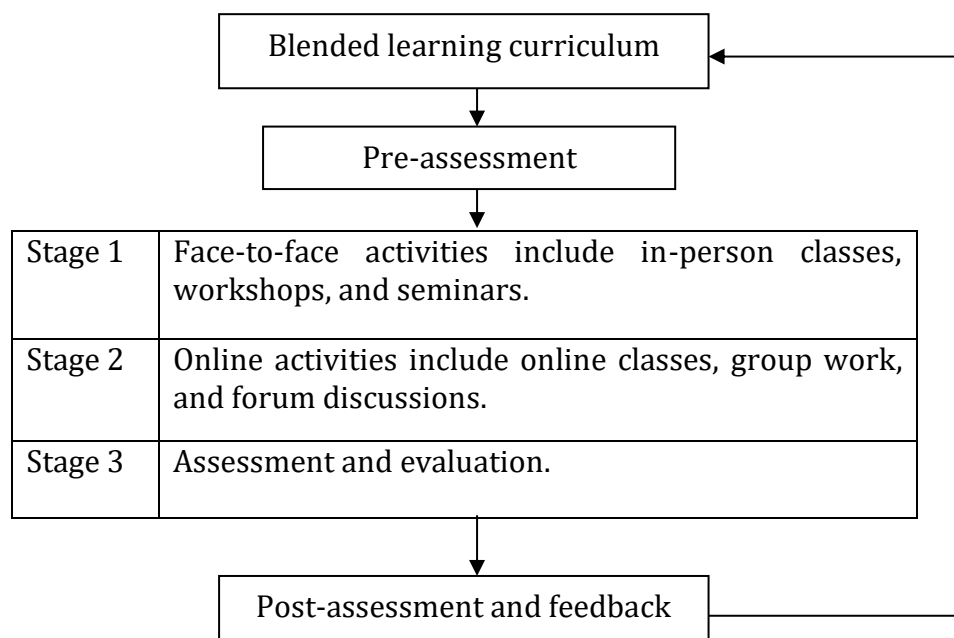 Blended learning curriculum
Pre-assessment
Stage 1
Face-to-face activities include in-person classes,
workshops, and seminars.
Stage 2
Online activities include online classes, group work,
and forum discussions.
Stage 3
Assessment and evaluation.
Post-assessment and feedback